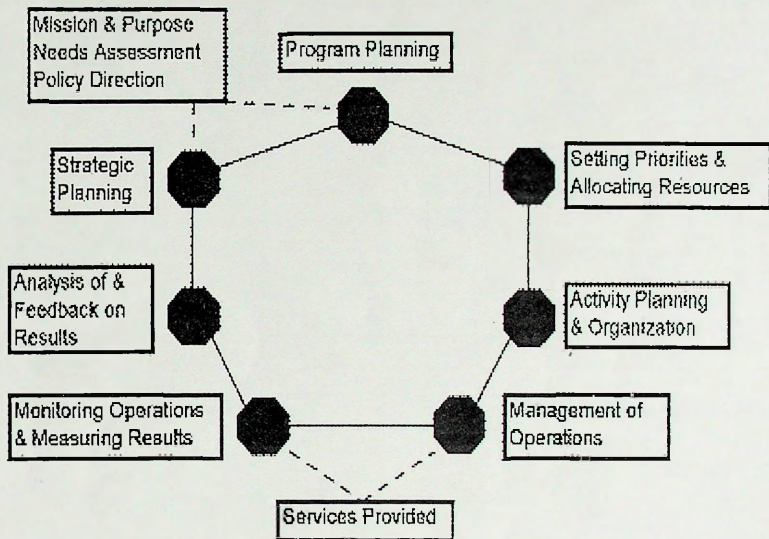 Mission & Purpose
Needs Assessment
Policy Direction
Program Planning
Strategic
Planning
Setting Priorities &
Allocating Resources
Analysis of &
Feedback on
Results
Activity Planning
& Organization
Monitoring Operations
& Measuring Results
Management of
Operations
Services Provided